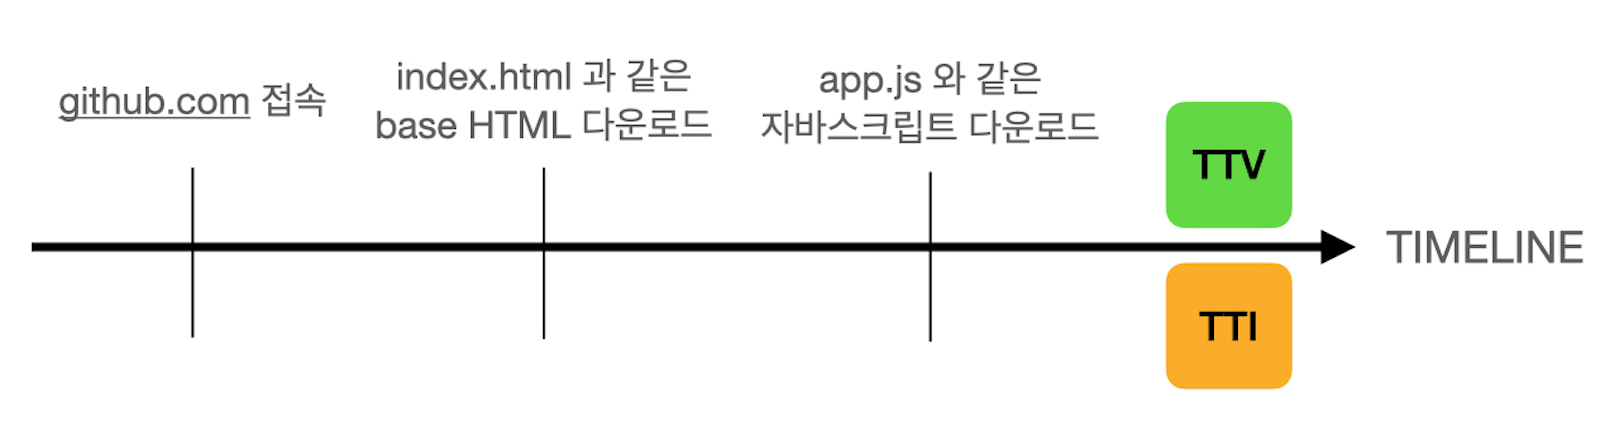 github.com 접속
index.html 과 같은
base HTML 다운로드
app.js 와 같은
자바스크립트 다운로드
TTV
TIMELINE
TTI